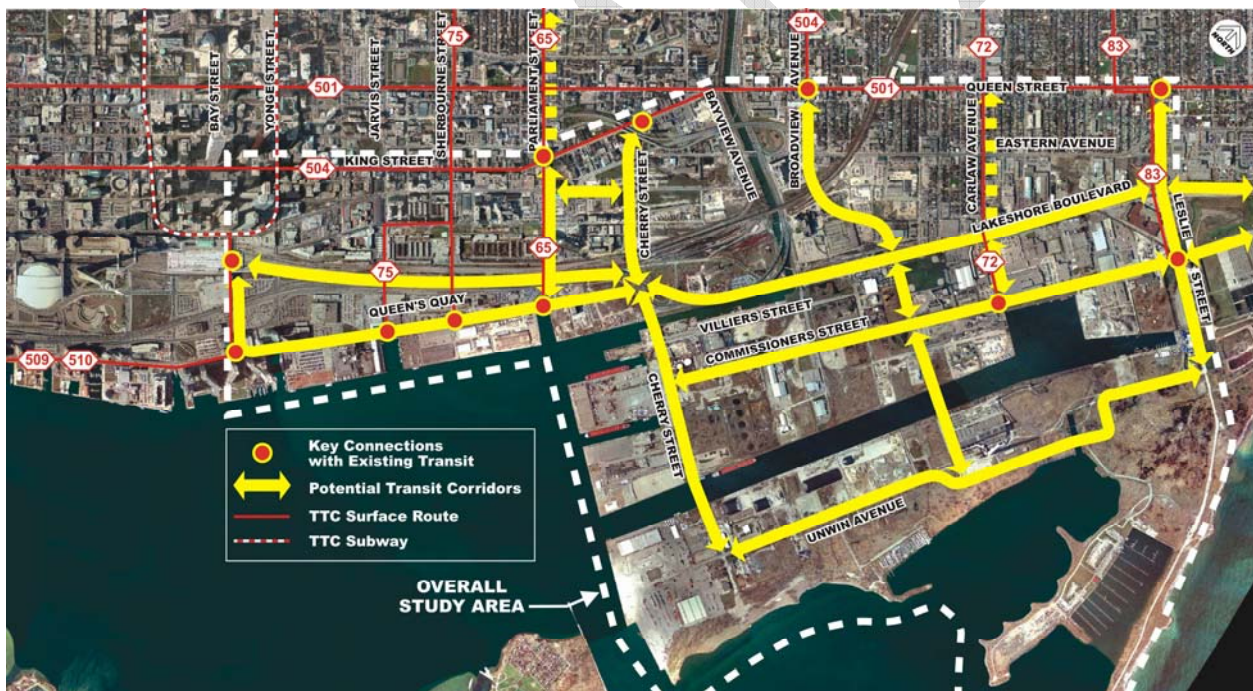 504
75
65
72
83
NORTH
BAY STREET
YONGE STREET
JARVIS STREET
SHERBOURNE STREET
PARLIAMENT STREET
BAYVIEW AVENUE
BROADVIEW AVENUE
501
501
QUEEN STREET
CARLAW AVENUE
EASTERN AVENUE
KING STREET
504
CHERRY STREET
LAKESHORE BOULEVARD
83
LESLIE STREET
65
72
75
QUEEN'S QUAY
VILLIERS STREET
COMMISSIONERS STREET
509
510
CHERRY STREET
UNWIN AVENUE
Key Connections
with Existing Transit
Potential Transit Corridors
TTC Surface Route
TTC Subway
OVERALL
STUDY AREA